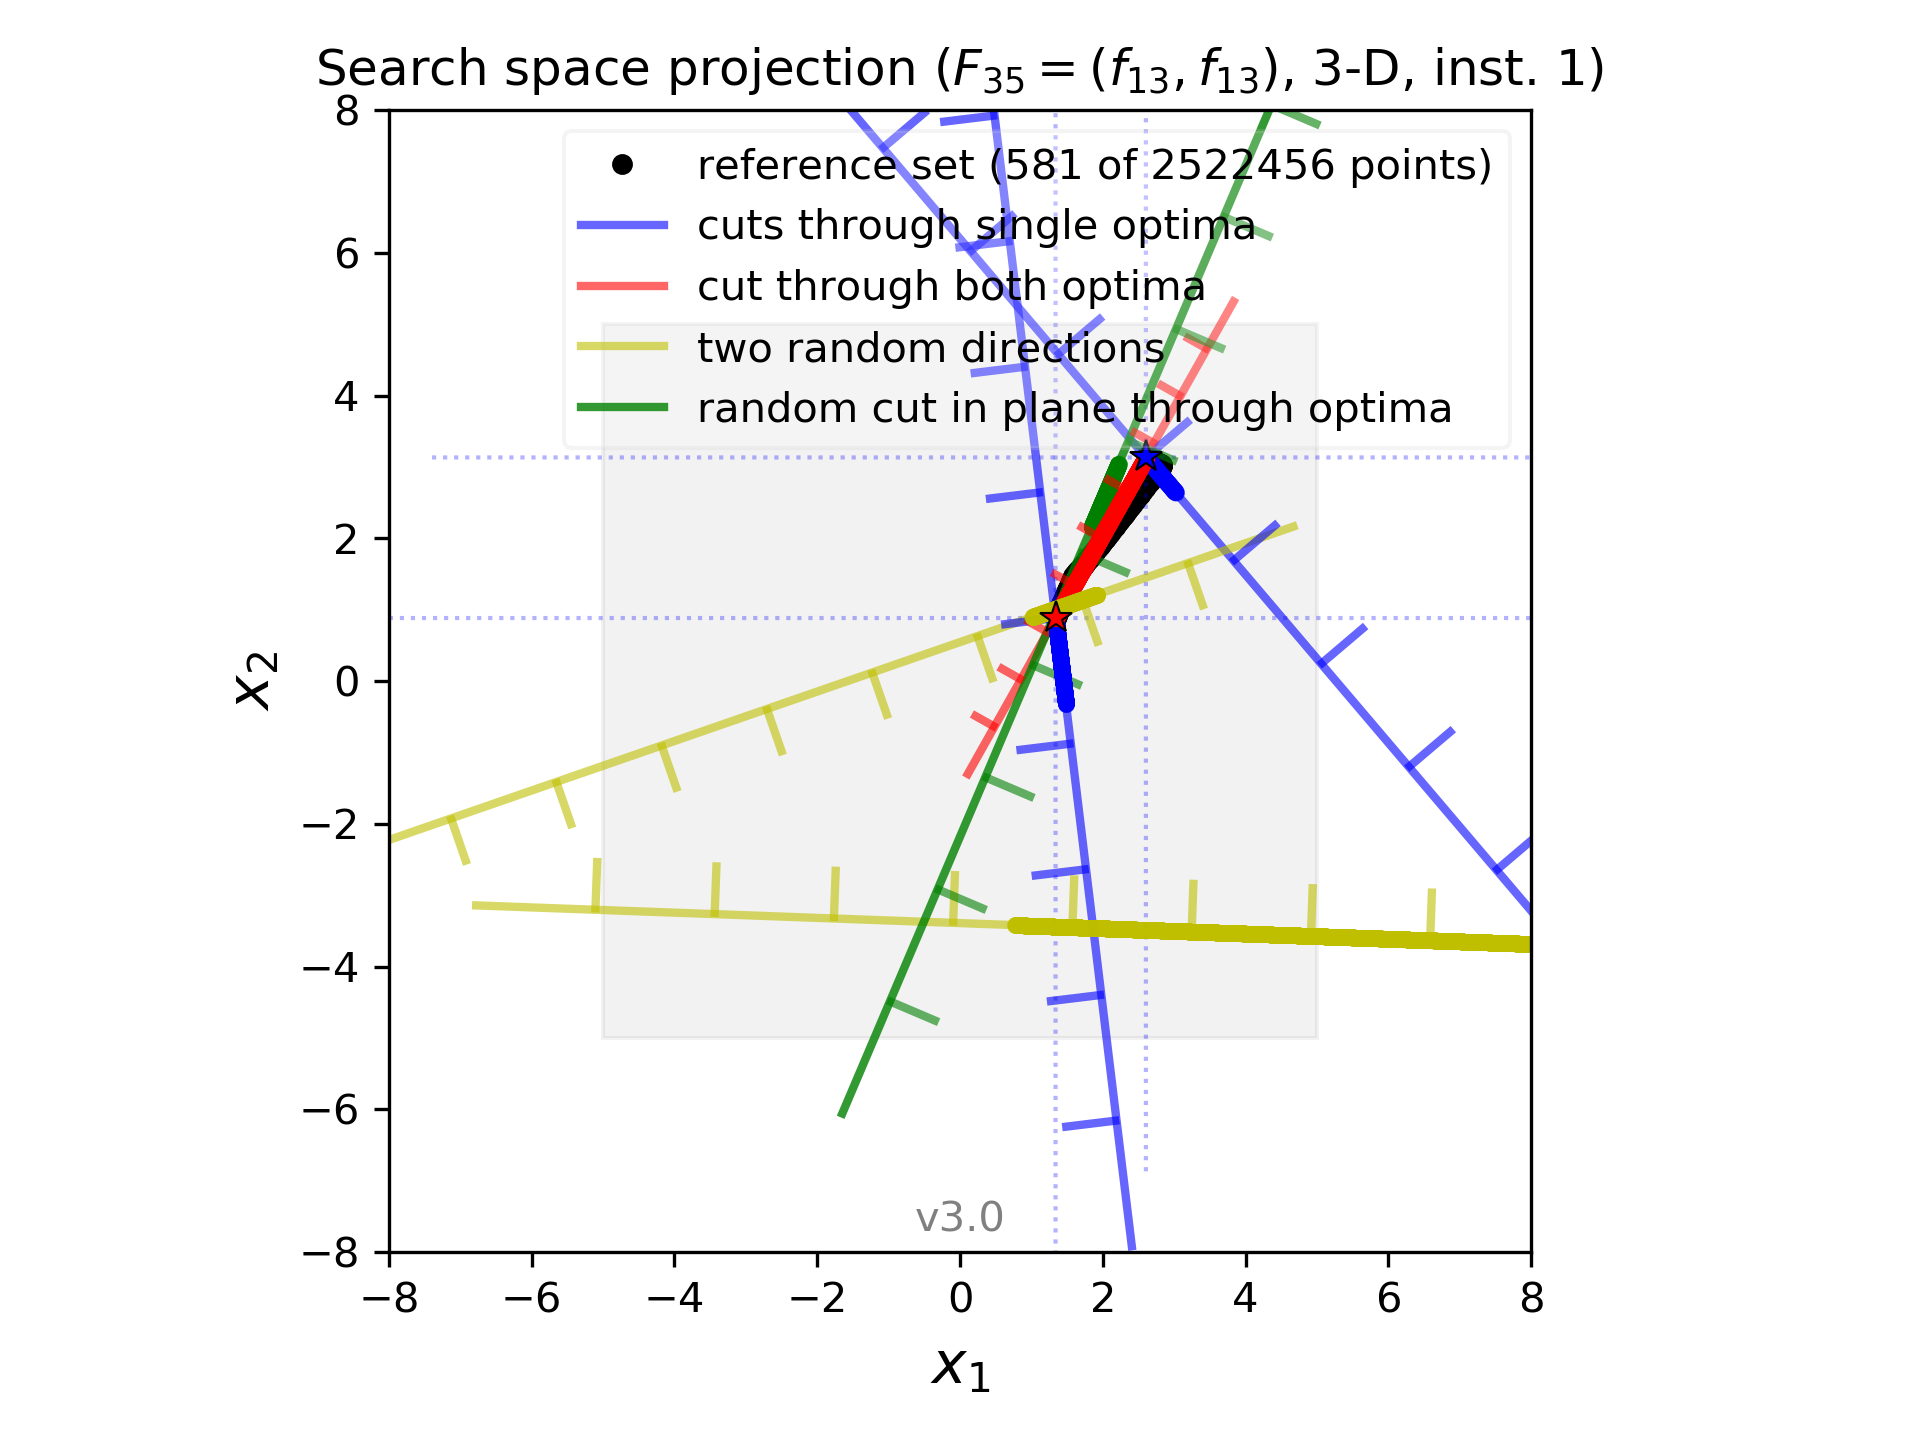 Search space projection (F₃₅ = (f₁₃, f₁₃), 3-D, inst. 1)
reference set (581 of 2522456 points)
cuts through single optima
cut through both optima
two random directions
random cut in plane through optima
8
6
4
2
0
−2
−4
−6
−8
x₂
v3.0
−8 −6 −4 −2 0 2 4 6 8
x₁